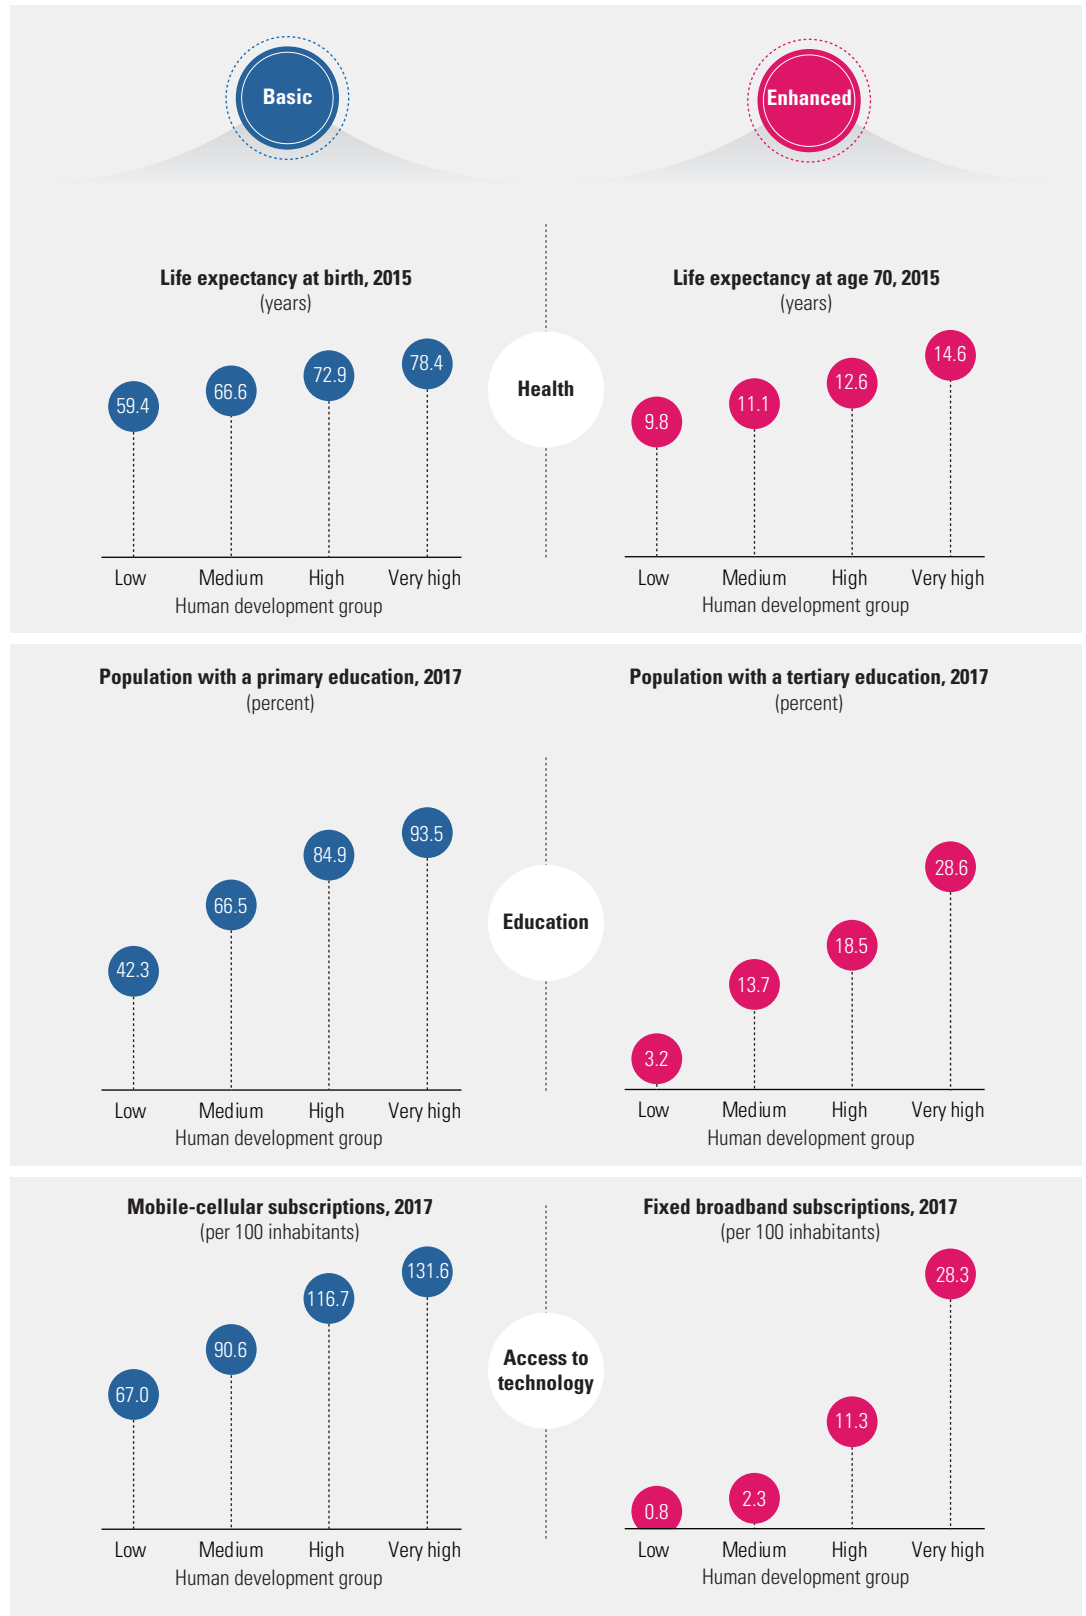 Basic
Enhanced
Life expectancy at birth, 2015
(years)
59.4
66.6
72.9
78.4
Low Medium High Very high
Human development group
Health
Life expectancy at age 70, 2015
(years)
9.8
11.1
12.6
14.6
Low Medium High Very high
Human development group
Population with a primary education, 2017
(percent)
42.3
66.5
84.9
93.5
Low Medium High Very high
Human development group
Education
Population with a tertiary education, 2017
(percent)
3.2
13.7
18.5
28.6
Low Medium High Very high
Human development group
Mobile-cellular subscriptions, 2017
(per 100 inhabitants)
67.0
90.6
116.7
131.6
Low Medium High Very high
Human development group
Access to
technology
Fixed broadband subscriptions, 2017
(per 100 inhabitants)
0.8
2.3
11.3
28.3
Low Medium High Very high
Human development group